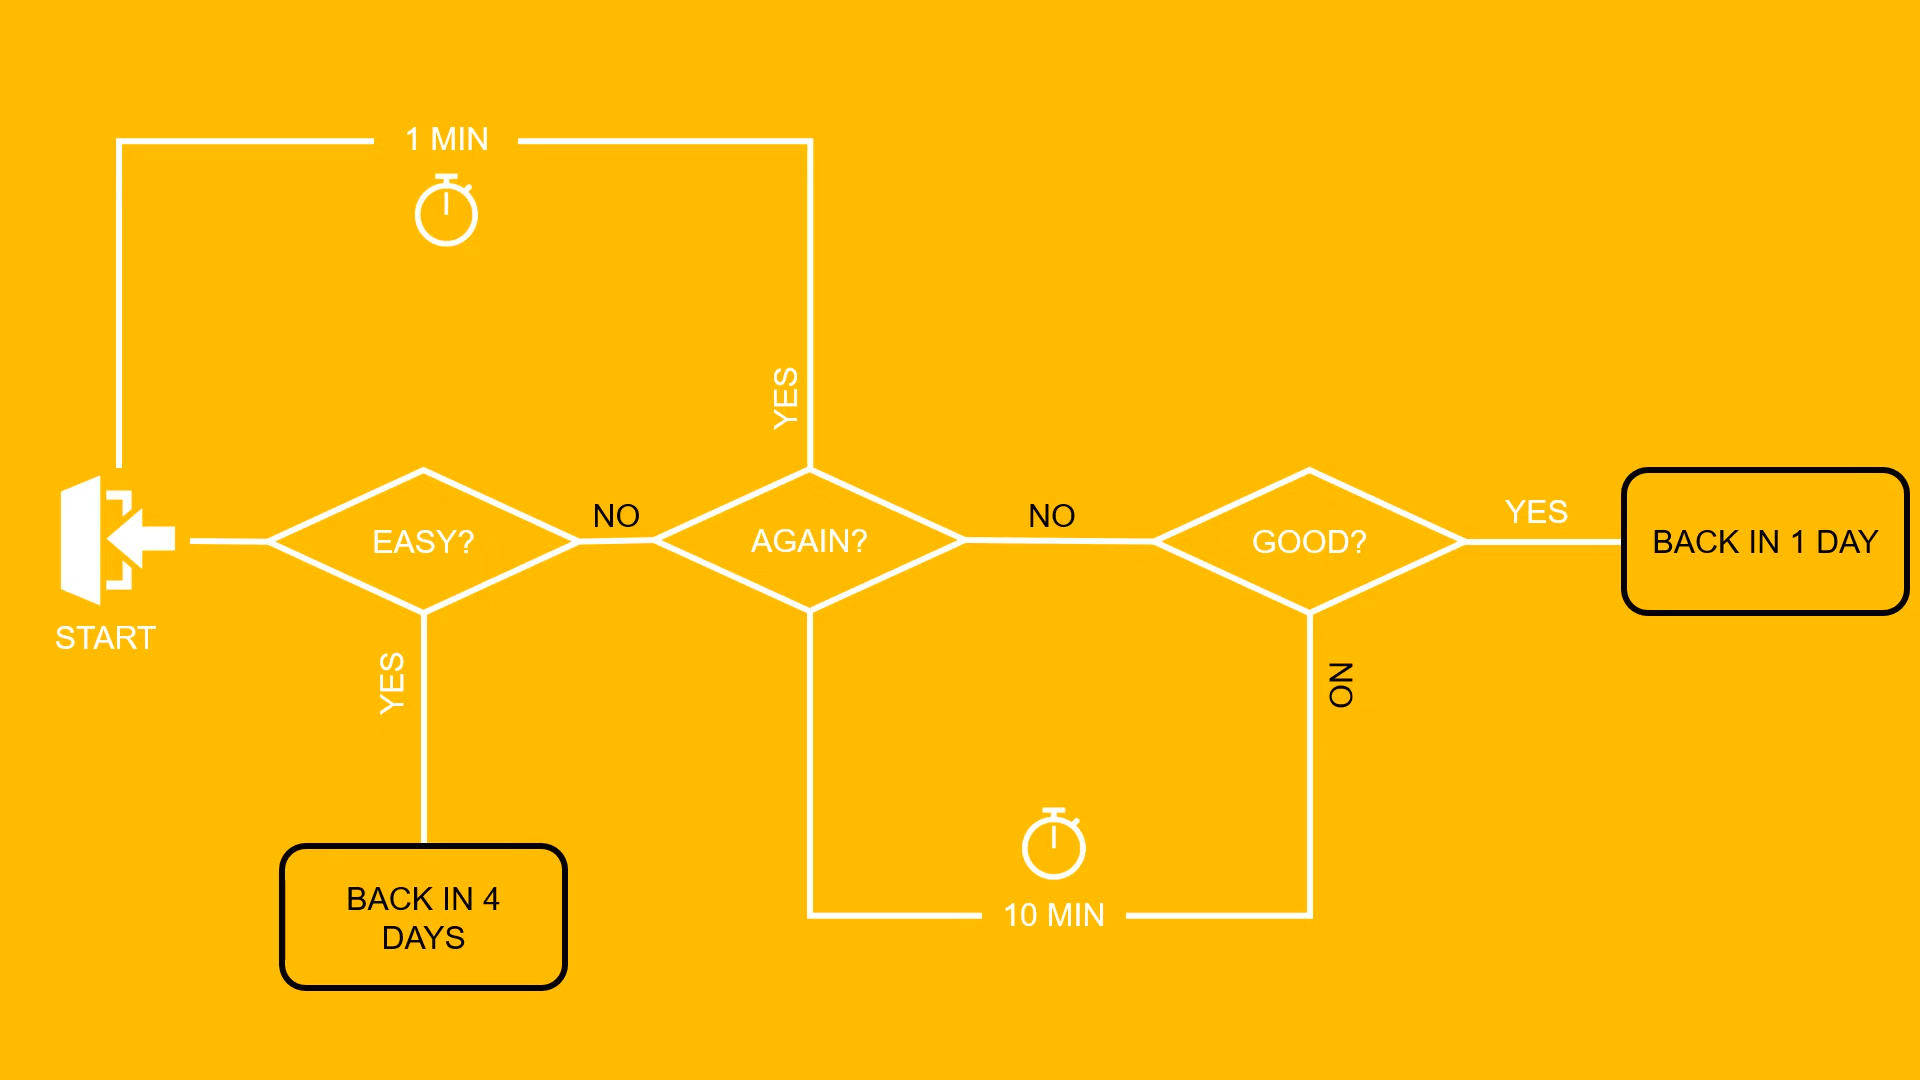 1 MIN
YES
NO
NO
YES
EASY?
AGAIN?
GOOD?
BACK IN 1 DAY
START
YES
NO
BACK IN 4
DAYS
10 MIN